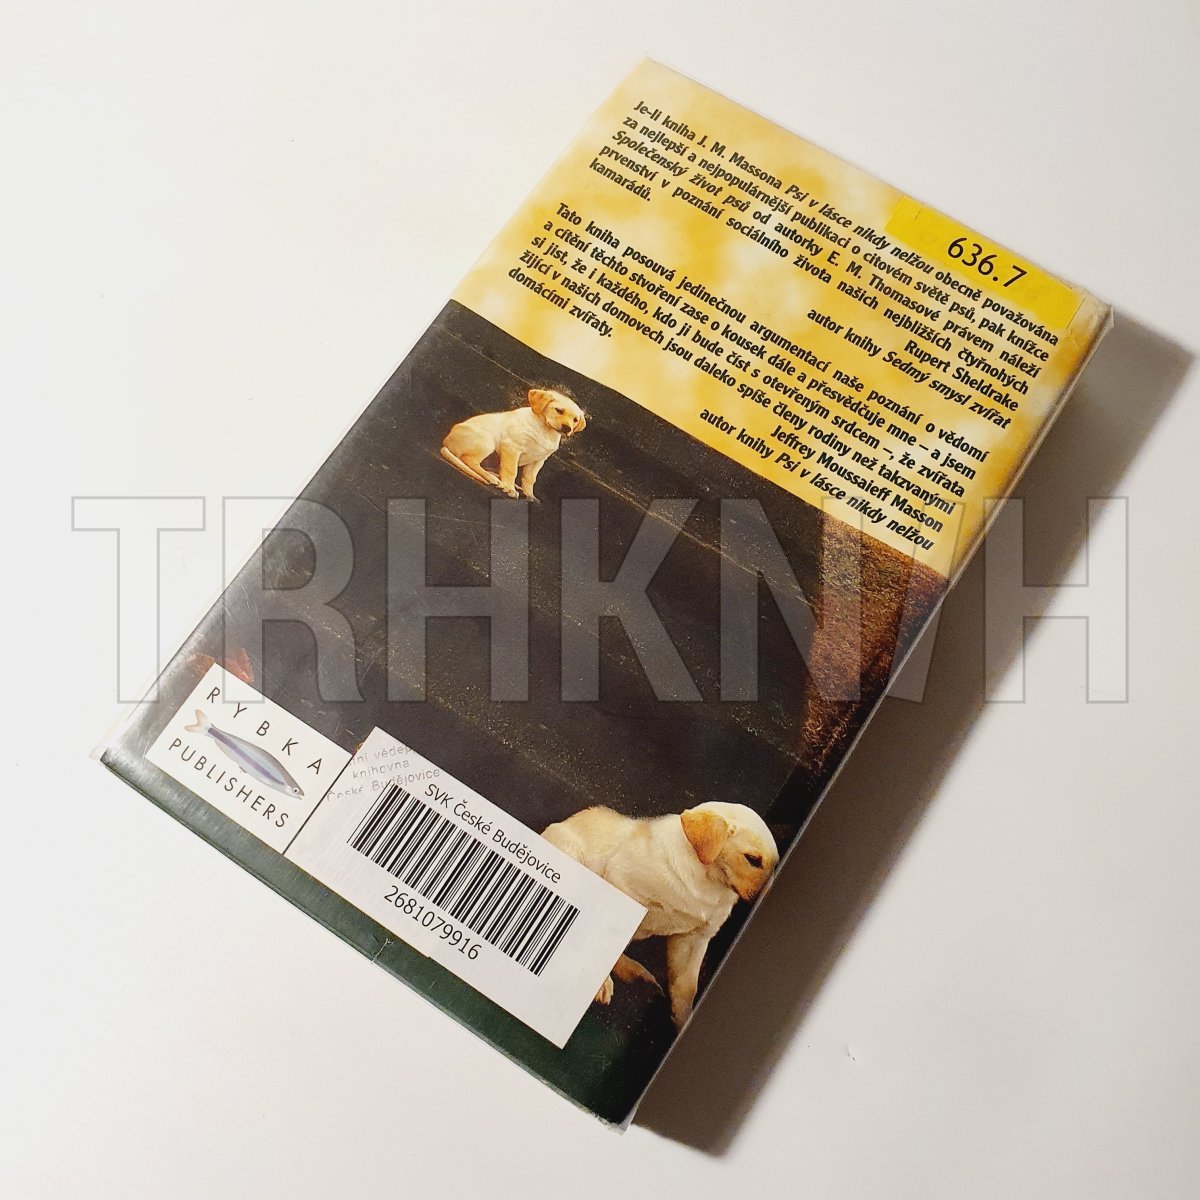 Je-li kniha J. M. Massona Psi v lásce nikdy nelžou obecně považována
za nejlepší a nejpopulárnější publikaci o citovém světě psů, pak knížce
Společenský život psů od autorky E. M. Thomasové právem náleží
prvenství v poznání sociálního života našich nejbližších čtyřnohých
kamarádů.
Rupert Sheldrake
autor knihy Sedmý smysl zvířat
Tato kniha posouvá jedinečnou argumentací naše poznání o vědomí
a cítění těchto stvoření zase o kousek dále a přesvědčuje mne – a jsem
si jist, že i každého, kdo ji bude číst s otevřeným srdcem –, že zvířata
žijící v našich domovech jsou daleko spíše členy rodiny než takzvanými
domácími zvířaty.
Jeffrey Moussaieff Masson
autor knihy Psi v lásce nikdy nelžou
636.7
TRHKNIH
RYBKA
PUBLISHERS
knihovna
České Budějovice
SVK České Budějovice
2681079916